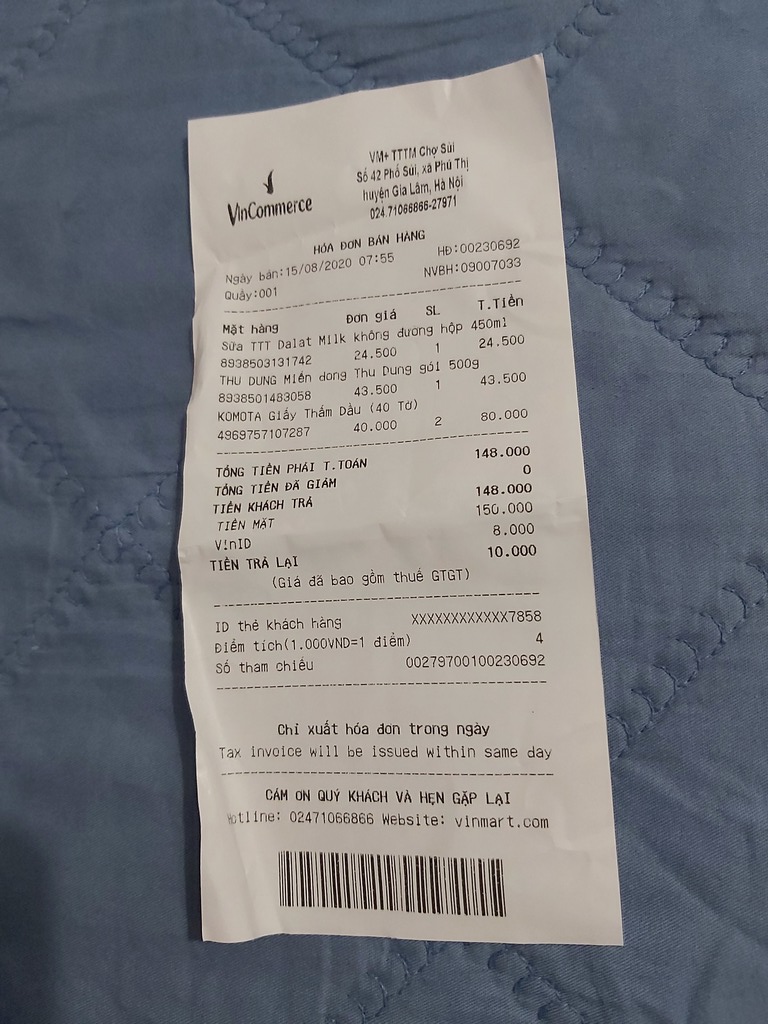 VinCommerce
VM+ TTTM Chợ Sủi
Số 42 Phố Sủi, xã Phú Thị
huyện Gia Lâm, Hà Nội
024.71066866-27971
HÓA ĐƠN BÁN HÀNG
Ngày bán:15/08/2020 07:55 HĐ:00230692
Quầy:001 NVBH:09007033
Mặt hàng Đơn giá SL T.Tiền
Sữa TTT Dalat Milk không đường hộp 450ml
8938503131742 24.500 1 24.500
THU DUNG Miến dong Thu Dung gói 500g
8938501483058 43.500 1 43.500
KOMOTA Giấy Thấm Dầu (40 Tờ)
4969757107287 40.000 2 80.000
TỔNG TIỀN PHẢI T.TOÁN 148.000
TỔNG TIỀN ĐÃ GIẢM 0
TIỀN KHÁCH TRẢ 148.000
TIỀN MẶT 150.000
VinID 8.000
TIỀN TRẢ LẠI 10.000
(Giá đã bao gồm thuế GTGT)
ID thẻ khách hàng XXXXXXXXXXXX7858
Điểm tích(1.000VND=1 điểm) 4
Số tham chiếu 00279700100230692
Chỉ xuất hóa đơn trong ngày
Tax invoice will be issued within same day
CẢM ƠN QUÝ KHÁCH VÀ HẸN GẶP LẠI
Hotline: 02471066866 Website: vinmart.com